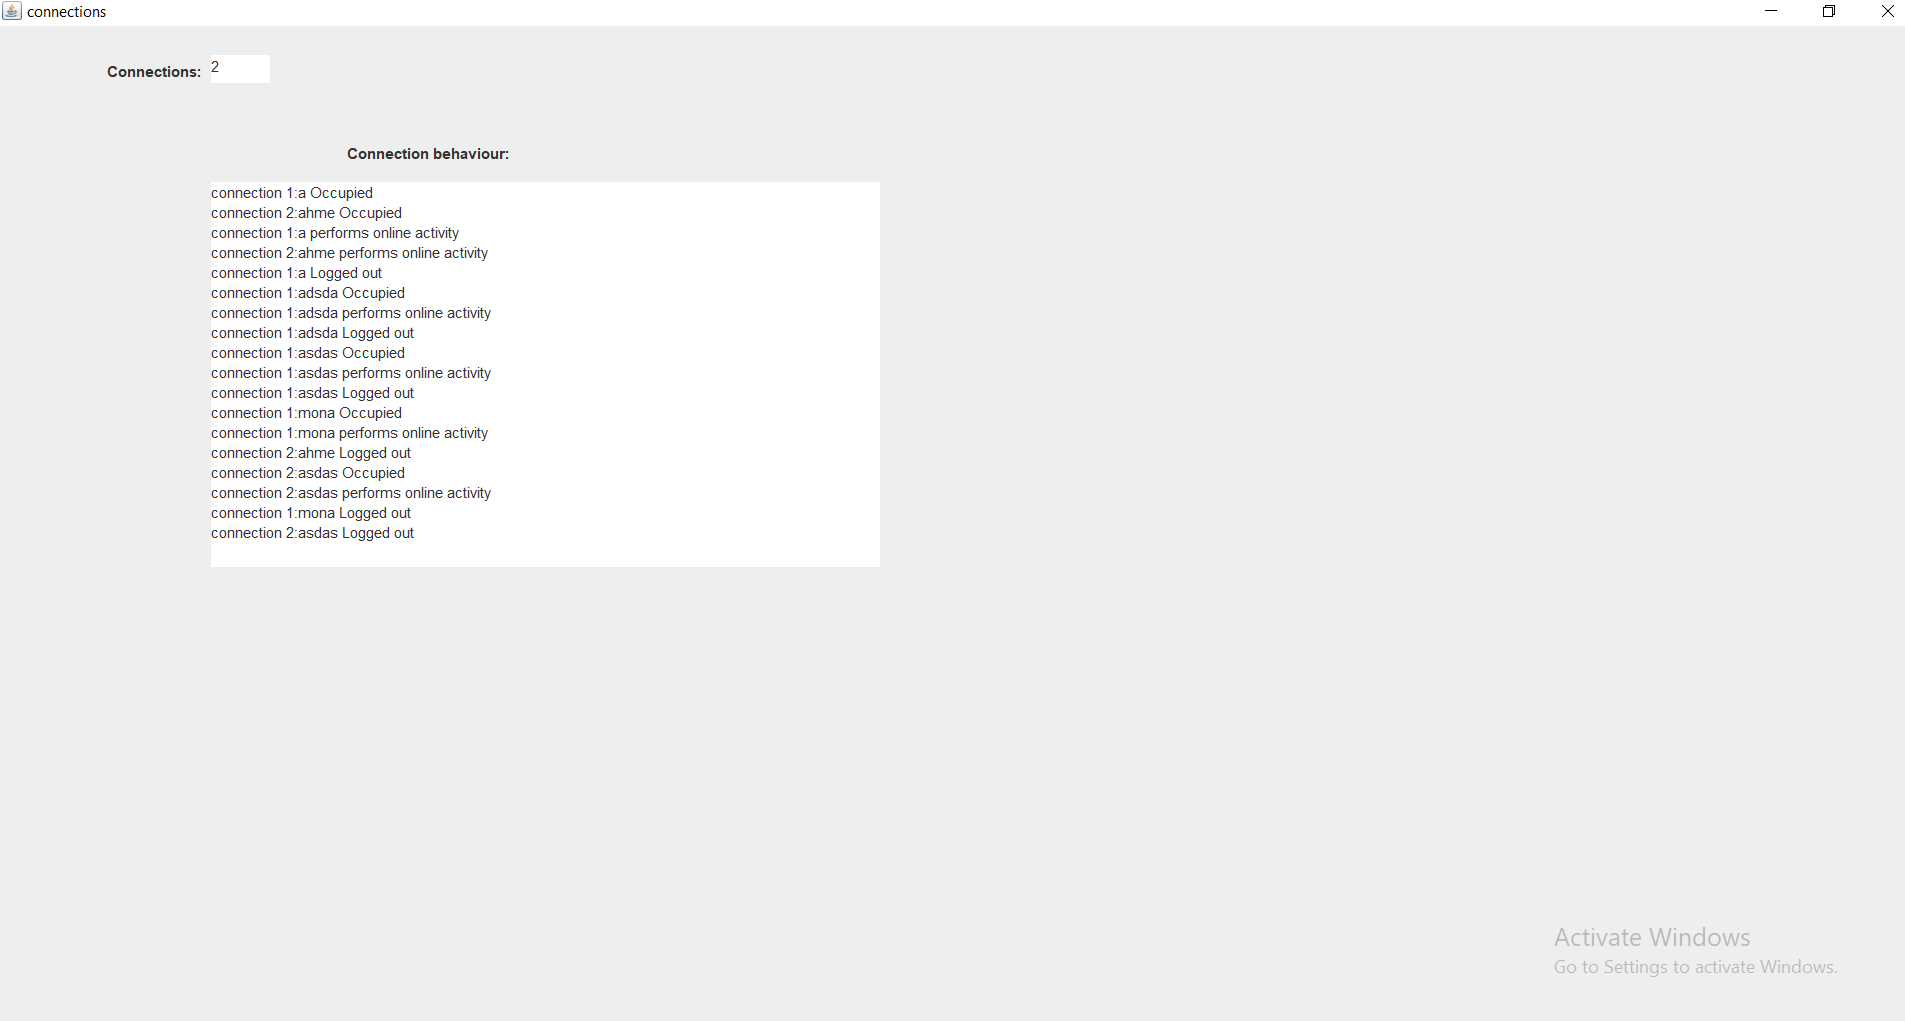 connections
Connections: 2
Connection behaviour:
connection 1:a Occupied
connection 2:ahme Occupied
connection 1:a performs online activity
connection 2:ahme performs online activity
connection 1:a Logged out
connection 1:adsda Occupied
connection 1:adsda performs online activity
connection 1:adsda Logged out
connection 1:asdas Occupied
connection 1:asdas performs online activity
connection 1:asdas Logged out
connection 1:mona Occupied
connection 1:mona performs online activity
connection 2:ahme Logged out
connection 2:asdas Occupied
connection 2:asdas performs online activity
connection 1:mona Logged out
connection 2:asdas Logged out
Activate Windows
Go to Settings to activate Windows.